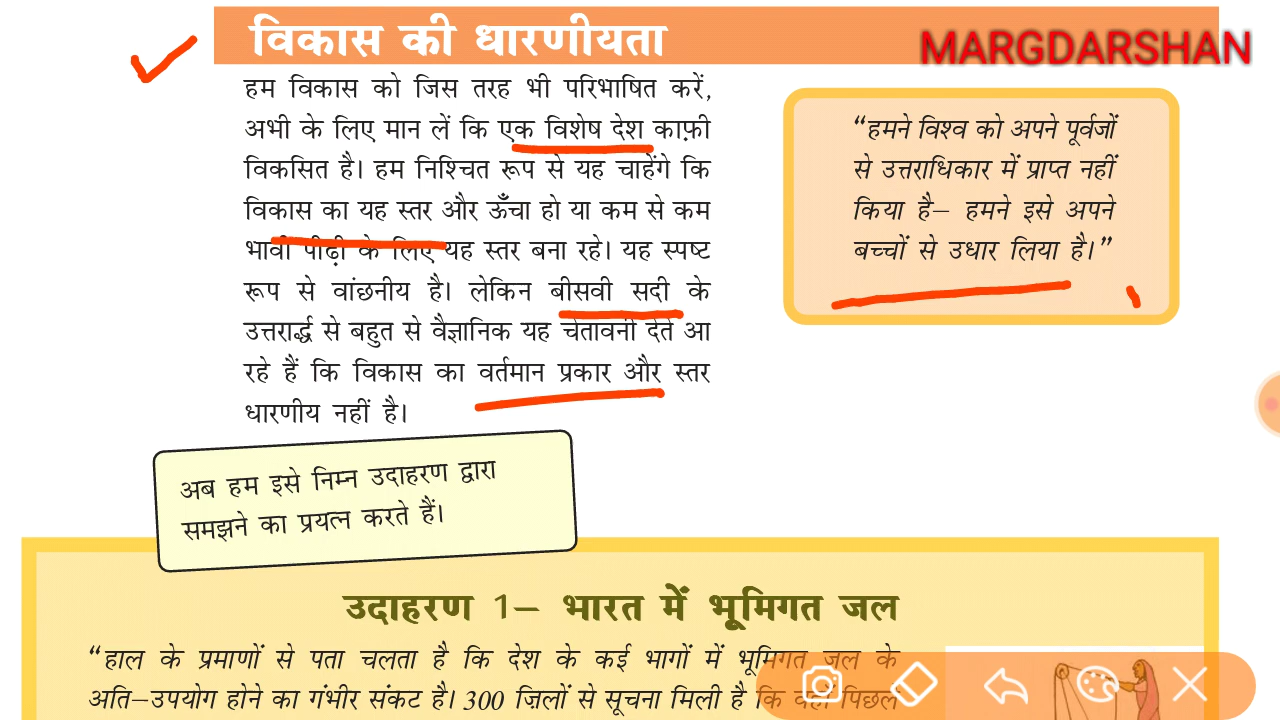 विकास की धारणीयता
MARGDARSHAN
हम विकास को जिस तरह भी परिभाषित करें,
अभी के लिए मान लें कि एक विशेष देश काफ़ी
विकसित है। हम निश्चित रूप से यह चाहेंगे कि
विकास का यह स्तर और ऊँचा हो या कम से कम
भावी पीढ़ी के लिए यह स्तर बना रहे। यह स्पष्ट
रूप से वांछनीय है। लेकिन बीसवी सदी के
उत्तरार्द्ध से बहुत से वैज्ञानिक यह चेतावनी देते आ
रहे हैं कि विकास का वर्तमान प्रकार और स्तर
धारणीय नहीं है।
“हमने विश्व को अपने पूर्वजों
से उत्तराधिकार में प्राप्त नहीं
किया है– हमने इसे अपने
बच्चों से उधार लिया है।”
अब हम इसे निम्न उदाहरण द्वारा
समझने का प्रयत्न करते हैं।
उदाहरण 1– भारत में भूमिगत जल
“हाल के प्रमाणों से पता चलता है कि देश के कई भागों में भूमिगत जल के
अति–उपयोग होने का गंभीर संकट है। 300 ज़िलों से सूचना मिली है कि वहाँ पिछले